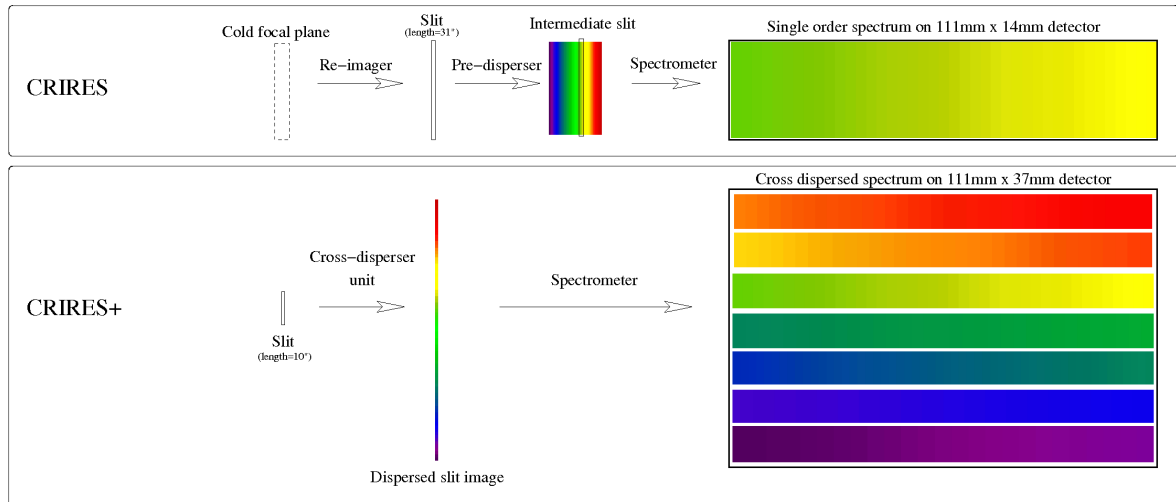 CRIRES
Cold focal plane
Re-imager
Slit
(length=31")
Pre-disperser
Intermediate slit
Spectrometer
Single order spectrum on 111mm x 14mm detector
CRIRES+
Slit
(length=10")
Cross-disperser
unit
Dispersed slit image
Spectrometer
Cross dispersed spectrum on 111mm x 37mm detector